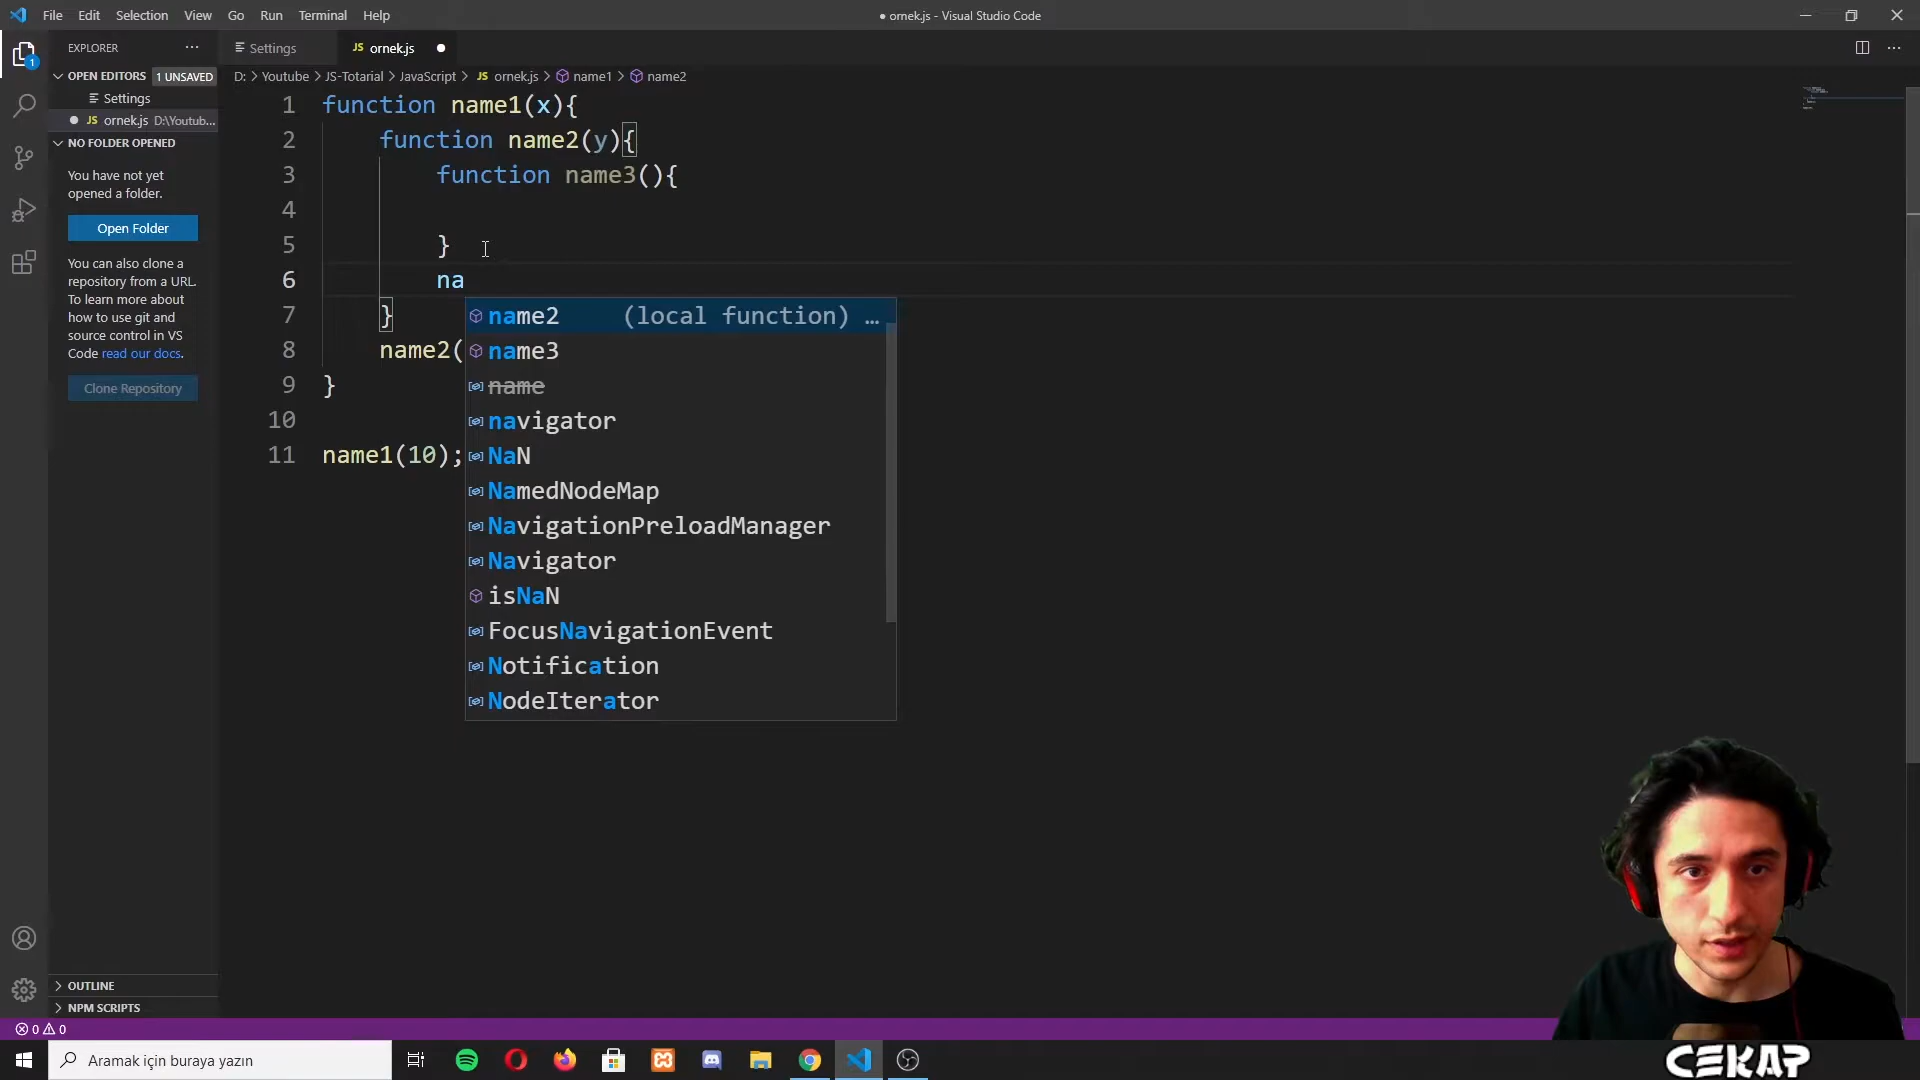 File Edit Selection View Go Run Terminal Help
● ornek.js - Visual Studio Code
EXPLORER
Settings
JS ornek.js
OPEN EDITORS 1 UNSAVED
D: > Youtube > JS-Totarial > JavaScript > JS ornek.js > name1 > name2
Settings
JS ornek.js D:\Youtub...
NO FOLDER OPENED
You have not yet
opened a folder.
Open Folder
You can also clone a
repository from a URL.
To learn more about
how to use git and
source control in VS
Code read our docs.
Clone Repository
OUTLINE
NPM SCRIPTS
1 function name1(x){
2 function name2(y){
3 function name3(){
4
5 }
6 na
7 }
8 name2(
9 }
10
11 name1(10);
name2 (local function) ...
name3
name
navigator
NaN
NamedNodeMap
NavigationPreloadManager
Navigator
isNaN
FocusNavigationEvent
Notification
NodeIterator
1
0 0
Aramak için buraya yazın
CEKAP